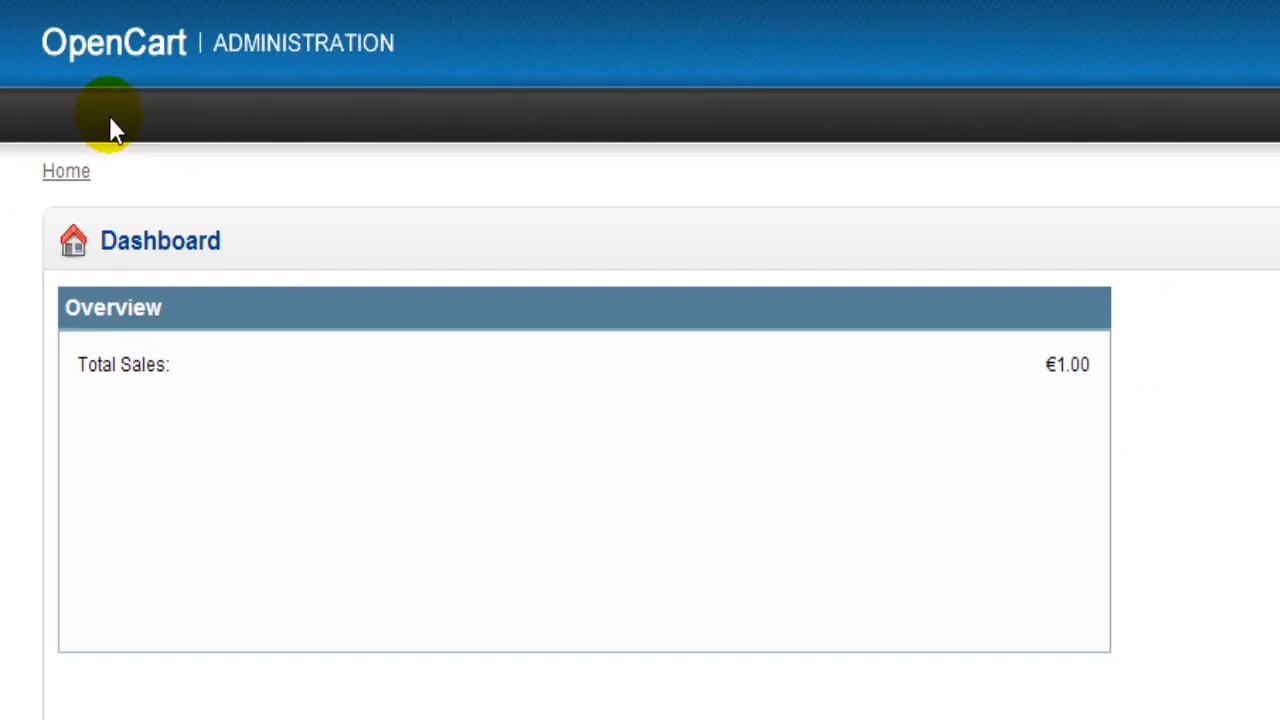 OpenCart | ADMINISTRATION
Home
Dashboard
Overview
Total Sales: €1.00